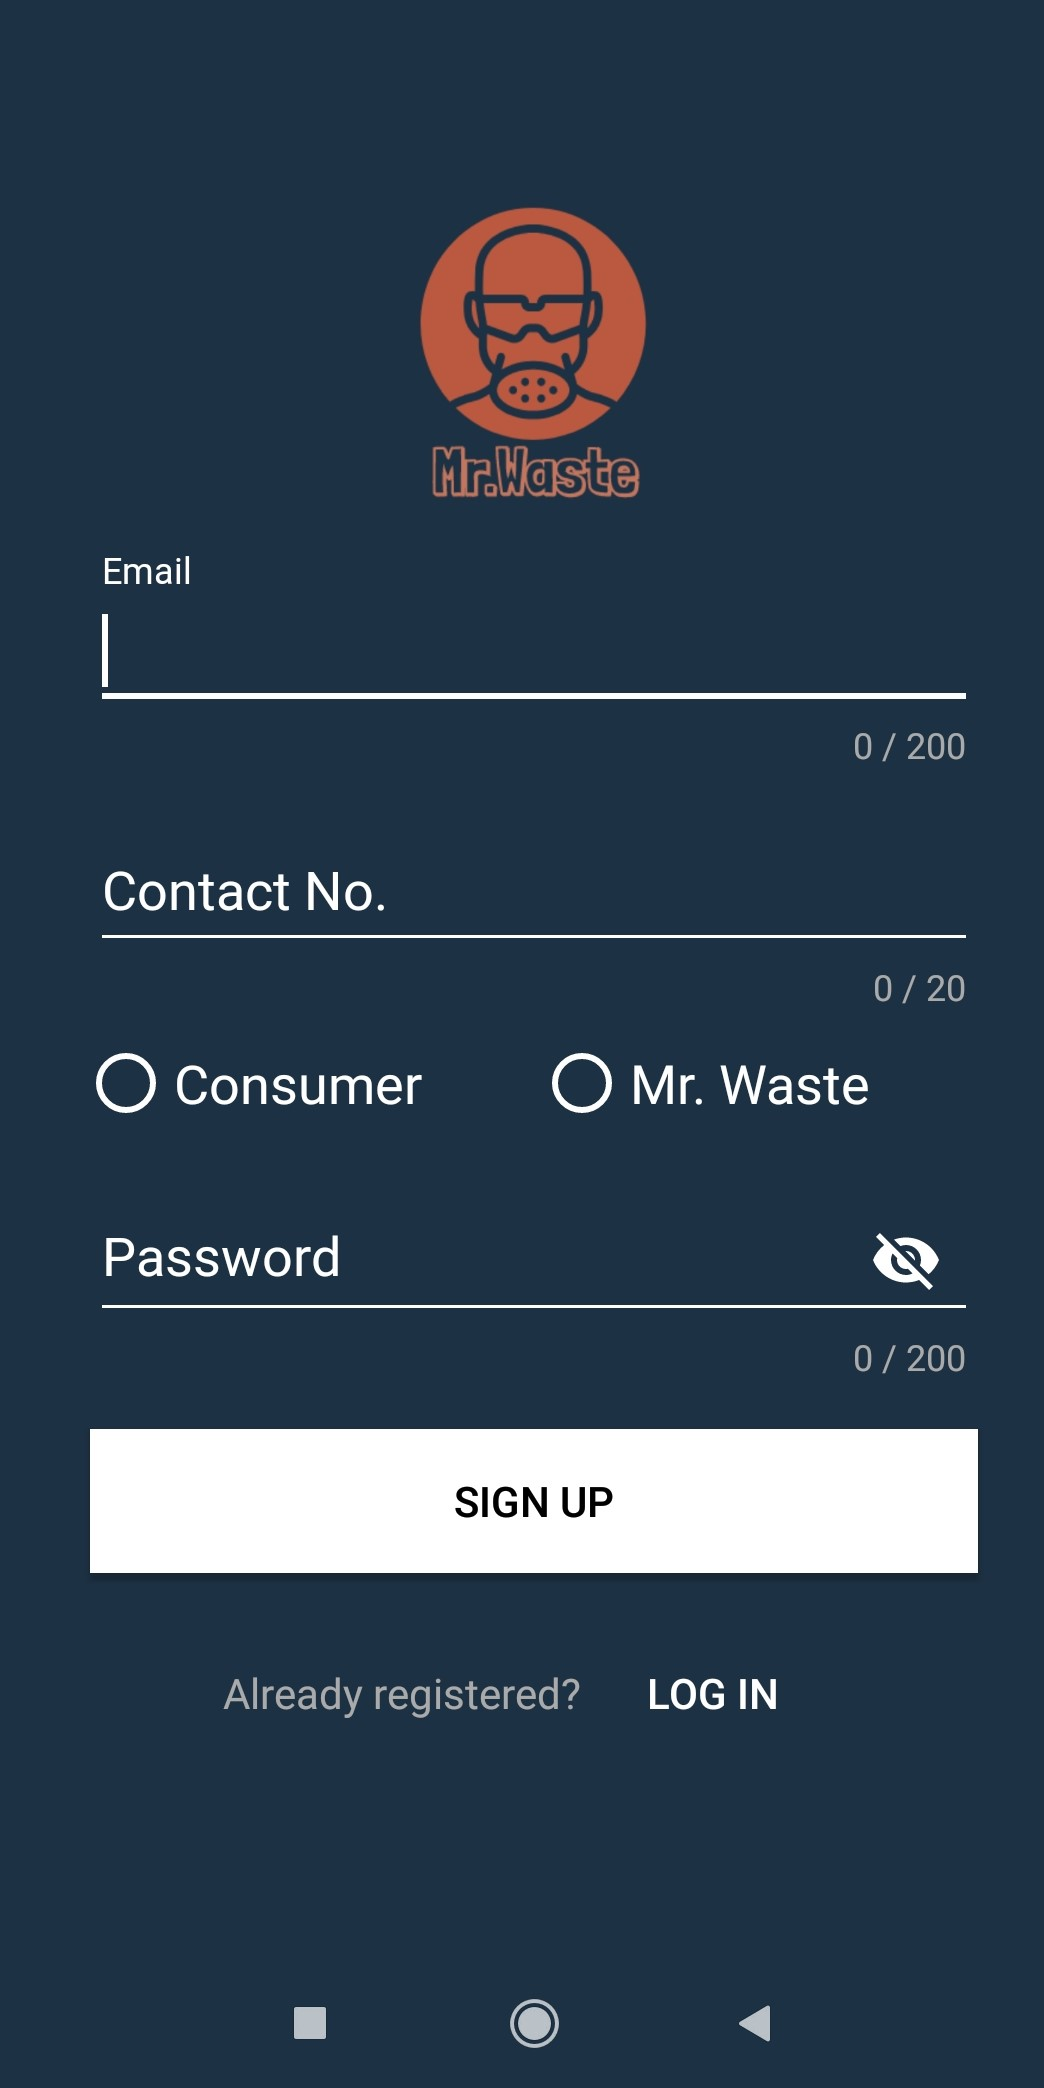 Mr.Waste
Email
0 / 200
Contact No.
0 / 20
Consumer
Mr. Waste
Password
0 / 200
SIGN UP
Already registered? LOG IN